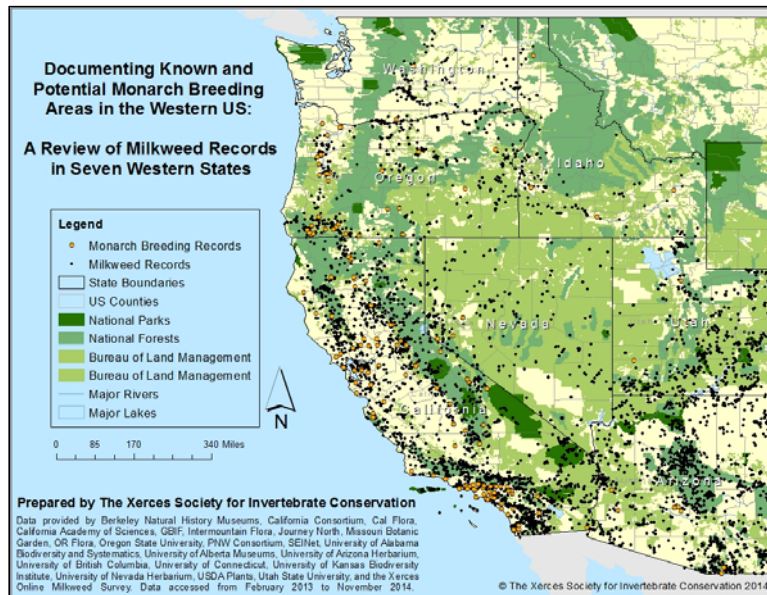 Documenting Known and
Potential Monarch Breeding
Areas in the Western US:
A Review of Milkweed Records
in Seven Western States
Legend
Monarch Breeding Records
Milkweed Records
State Boundaries
US Counties
National Parks
National Forests
Bureau of Land Management
Bureau of Land Management
Major Rivers
Major Lakes
0 85 170 340 Miles
N
Washington
Oregon
Idaho
Nevada
Utah
California
Arizona
Prepared by The Xerces Society for Invertebrate Conservation
Data provided by Berkeley Natural History Museums, California Consortium, Cal Flora,
California Academy of Sciences, GBIF, Intermountain Flora, Journey North, Missouri Botanic
Garden, OR Flora, Oregon State University, PNW Consortium, SEINet, University of Alabama
Biodiversity and Systematics, University of Alberta Museums, University of Arizona Herbarium,
University of British Columbia, University of Connecticut, University of Kansas Biodiversity
Institute, University of Nevada Herbarium, USDA Plants, Utah State University, and the Xerces
Online Milkweed Survey. Data accessed from February 2013 to November 2014.
© The Xerces Society for Invertebrate Conservation 2014